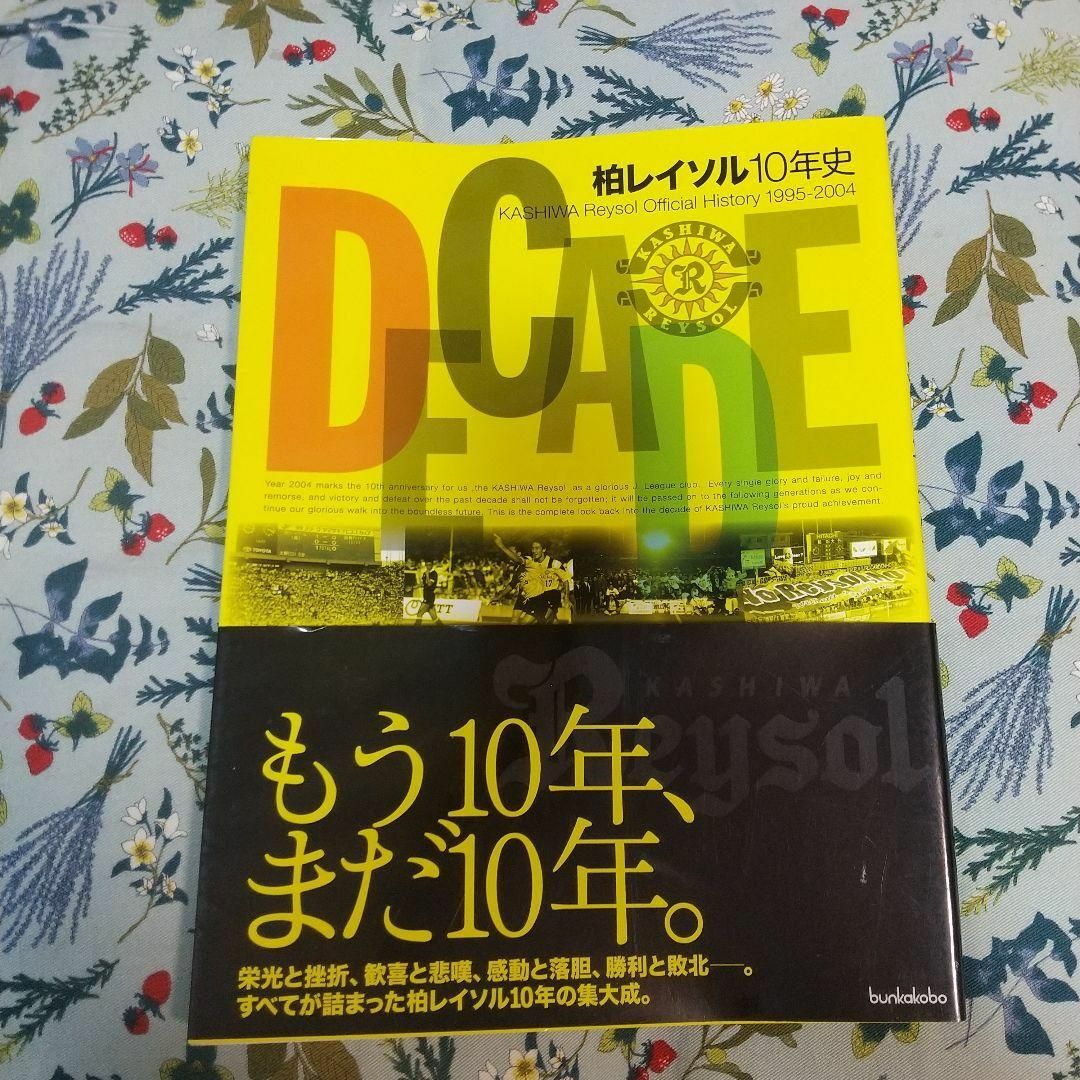 柏レイソル10年史
KASHIWA Reysol Official History 1995-2004
DECADE
KASHIWA
R
REYSOL
Year 2004 marks the 10th anniversary for us ,the KASHIWA Reysol ,as a glorious J. League club. Every single glory and failure, joy and
remorse, and victory and defeat over the past decade shall not be forgotten; it will be passed on to the following generations as we con-
tinue our glorious walk into the boundless future. This is the complete look back into the decade of KASHIWA Reysol's proud achievement.
TOYOTA
HITACHI
17
KASHIWA
Reysol
もう10年、
まだ10年。
栄光と挫折、歓喜と悲嘆、感動と落胆、勝利と敗北──。
すべてが詰まった柏レイソル10年の集大成。
bunkakobo